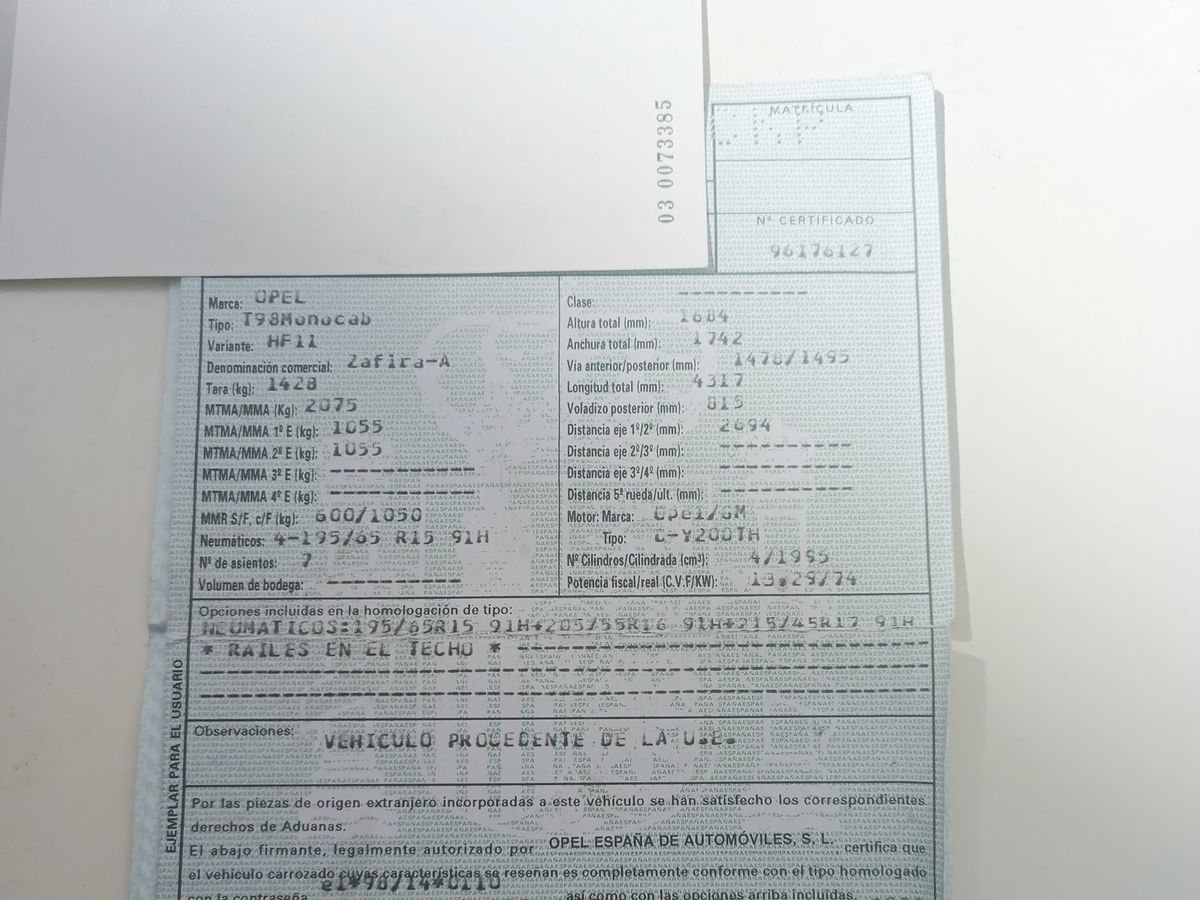 03 0073385
MATRÍCULA
Nº CERTIFICADO
96176127
Marca: OPEL
Tipo: T98Monocab
Variante: HF11
Denominación comercial: Zafira-A
Tara (kg): 1428
MTMA/MMA (Kg): 2075
MTMA/MMA 1º E (kg): 1055
MTMA/MMA 2º E (kg): 1055
MTMA/MMA 3º E (kg): ---------------
MTMA/MMA 4º E (kg): ---------------
MMR S/F, c/F (kg): 600/1050
Neumáticos: 4-195/65 R15 91H
Nº de asientos: 7
Volumen de bodega: --------------
Clase: -------------
Altura total (mm): 1684
Anchura total (mm): 1742
Via anterior/posterior (mm): 1478/1495
Longitud total (mm): 4317
Voladizo posterior (mm): 815
Distancia eje 1º/2º (mm): 2694
Distancia eje 2º/3º (mm): -------------
Distancia eje 3º/4º (mm): -------------
Distancia 5ª rueda/últ. (mm): -------------
Motor: Marca: Opel/GM
Tipo: C-Y20DTH
Nº Cilindros/Cilindrada (cm³): 4/1995
Potencia fiscal/real (C.V.F/KW): 13.29/74
Opciones incluidas en la homologación de tipo:
NEUMATICOS:195/65R15 91H+205/55R16 91H+215/45R17 91H
* RAILES EN EL TECHO *
Observaciones: VEHICULO PROCEDENTE DE LA U.E.
EJEMPLAR PARA EL USUARIO
Por las piezas de origen extranjero incorporadas a este vehículo se han satisfecho los correspondientes
derechos de Aduanas.
El abajo firmante, legalmente autorizado por OPEL ESPAÑA DE AUTOMÓVILES, S. L. certifica que
el vehículo carrozado cuyas características se reseñan es completamente conforme con el tipo homologado
con la contraseña e1*98/14*0110 así como con las opciones arriba incluidas.